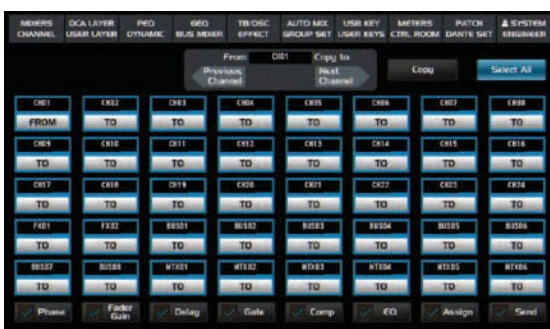 MIXERS DCA LAYER PEQ GEQ TB/OSC AUTO MIX USB KEY METERS PATCH SYSTEM
CHANNEL USER LAYER DYNAMIC BUS MIXER EFFECT GROUP SET USER KEYS CTRL ROOM DANTE SET ENGINEER
From CH01 Copy to
Previous Channel Next Channel Copy Select All
CH01 CH02 CH03 CH04 CH05 CH06 CH07 CH08
FROM TO TO TO TO TO TO TO
CH09 CH10 CH11 CH12 CH13 CH14 CH15 CH16
TO TO TO TO TO TO TO TO
CH17 CH18 CH19 CH20 CH21 CH22 CH23 CH24
TO TO TO TO TO TO TO TO
FX01 FX02 BUS01 BUS02 BUS03 BUS04 BUS05 BUS06
TO TO TO TO TO TO TO TO
BUS07 BUS08 MTX01 MTX02 MTX03 MTX04 MTX05 MTX06
TO TO TO TO TO TO TO TO
Phase Fader Gain Delay Gate Comp EQ Assign Send